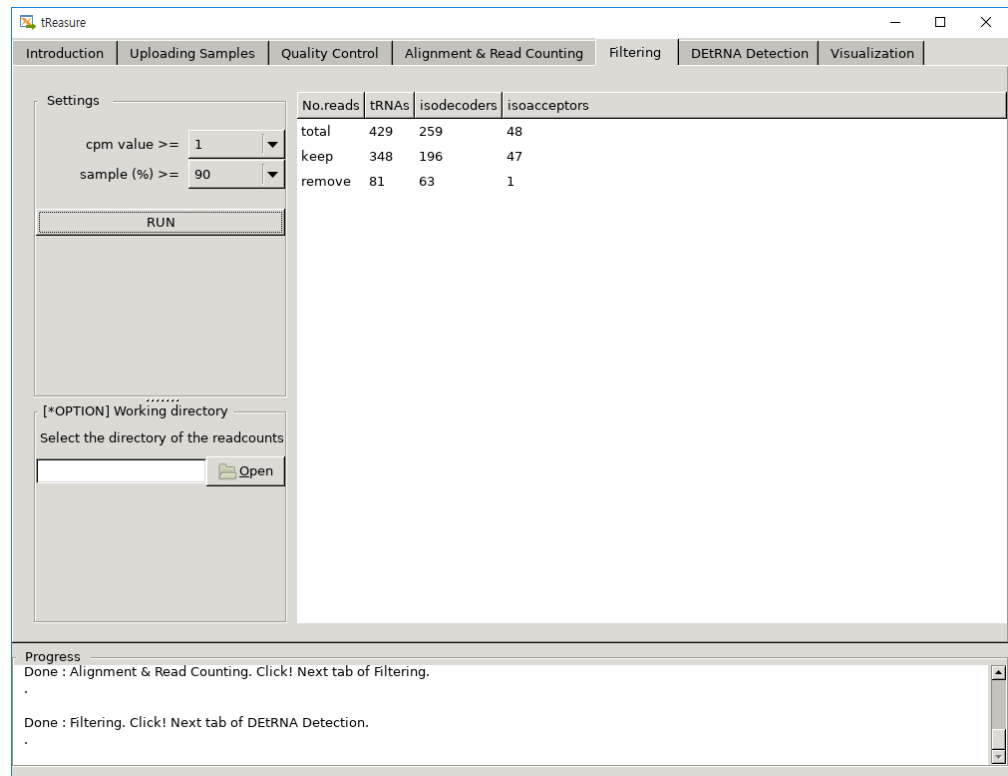 tReasure
Introduction Uploading Samples Quality Control Alignment & Read Counting Filtering DEtRNA Detection Visualization
Settings
cpm value >= 1
sample (%) >= 90
RUN
[*OPTION] Working directory
Select the directory of the readcounts
Open
No.reads tRNAs isodecoders isoacceptors
total 429 259 48
keep 348 196 47
remove 81 63 1
Progress
Done : Alignment & Read Counting. Click! Next tab of Filtering.
.
Done : Filtering. Click! Next tab of DEtRNA Detection.
.